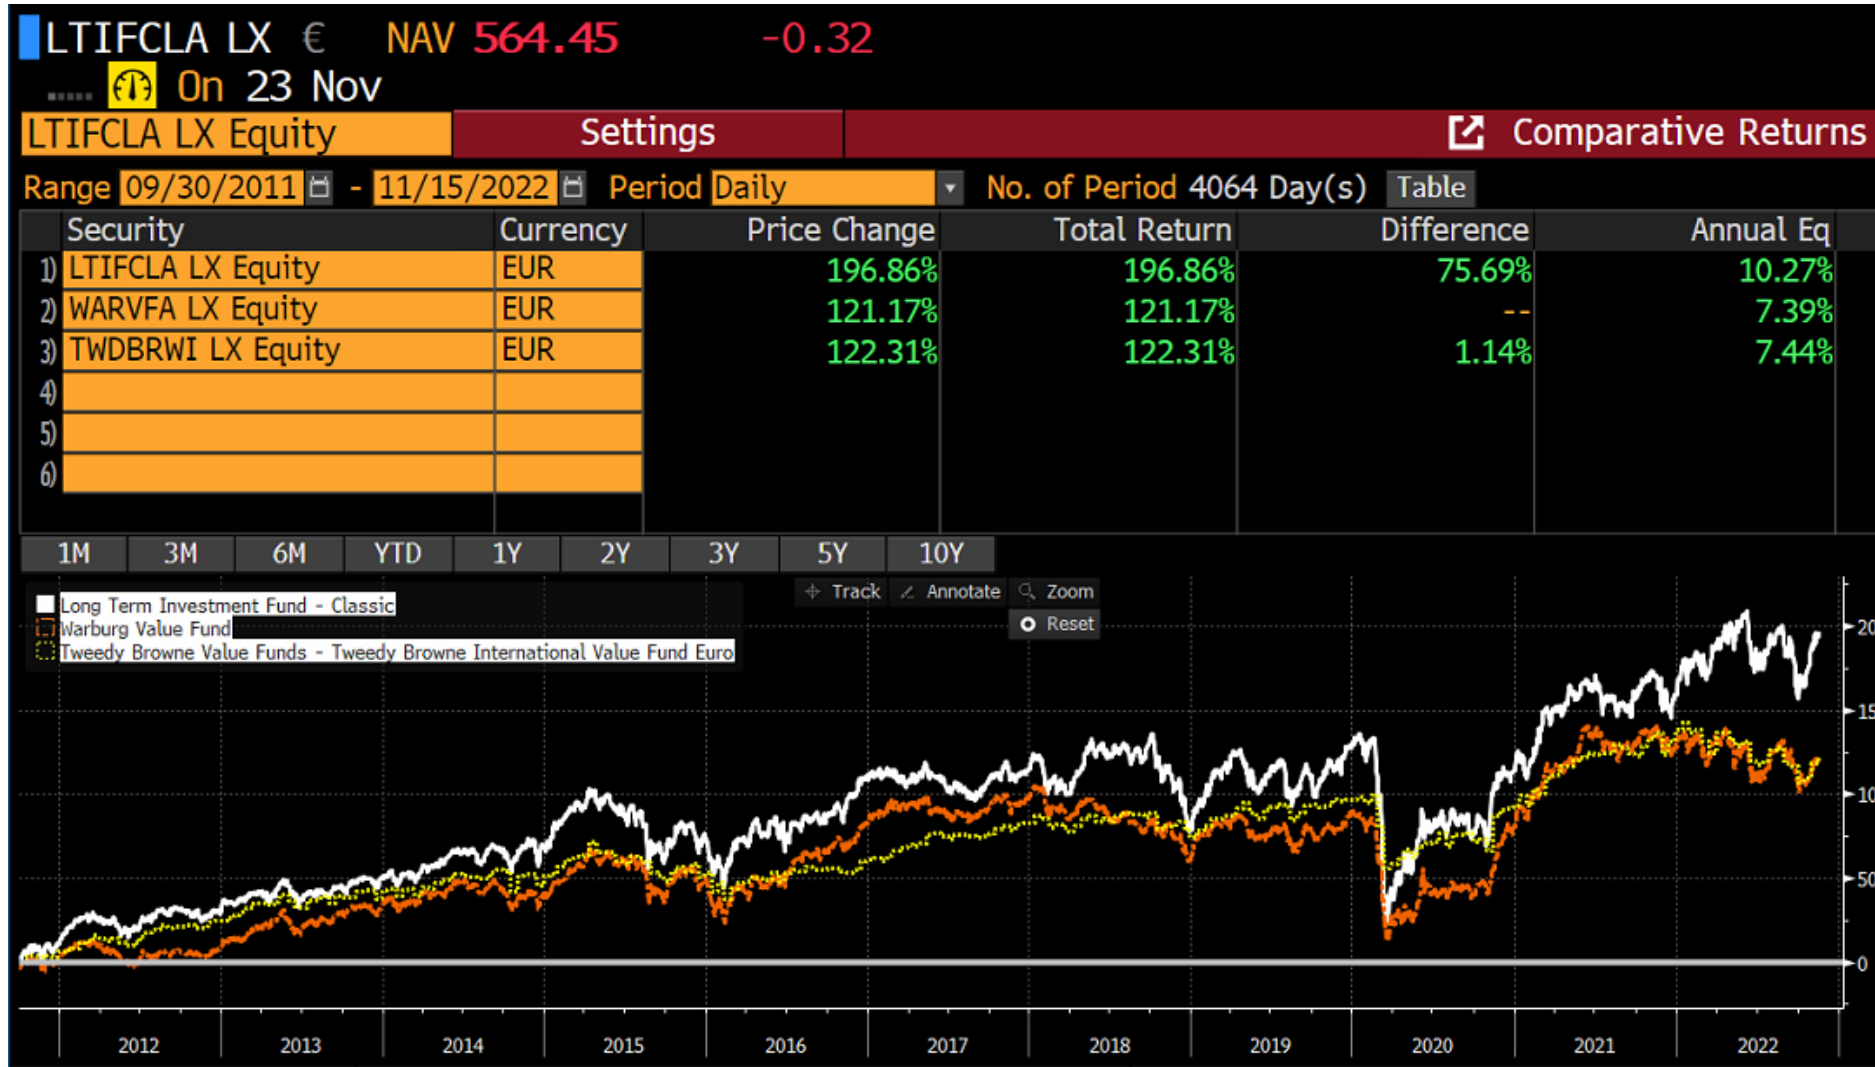 LTIFCLA LX € NAV 564.45 -0.32
On 23 Nov
LTIFCLA LX Equity Settings Comparative Returns
Range 09/30/2011 - 11/15/2022 Period Daily No. of Period 4064 Day(s) Table
Security Currency Price Change Total Return Difference Annual Eq
1) LTIFCLA LX Equity EUR 196.86% 196.86% 75.69% 10.27%
2) WARVFA LX Equity EUR 121.17% 121.17% -- 7.39%
3) TWDBRWI LX Equity EUR 122.31% 122.31% 1.14% 7.44%
4)
5)
6)
1M 3M 6M YTD 1Y 2Y 3Y 5Y 10Y
Track Annotate Zoom
Reset
Long Term Investment Fund - Classic
Warburg Value Fund
Tweedy Browne Value Funds - Tweedy Browne International Value Fund Euro
20
15
10
50
0
2012 2013 2014 2015 2016 2017 2018 2019 2020 2021 2022